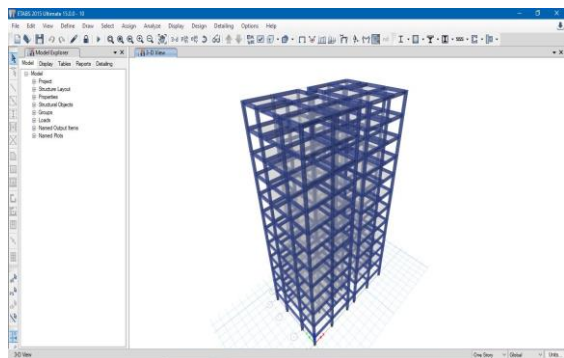 ETABS 2015 Ultimate 15.0.0 - 10
File Edit View Define Draw Select Assign Analyze Display Design Detailing Options Help
Model Explorer
3-D View
Model Display Tables Reports Detailing
Model
Project
Structure Layout
Properties
Structural Objects
Groups
Loads
Named Output Items
Named Plots
3-D View
One Story Global Units...